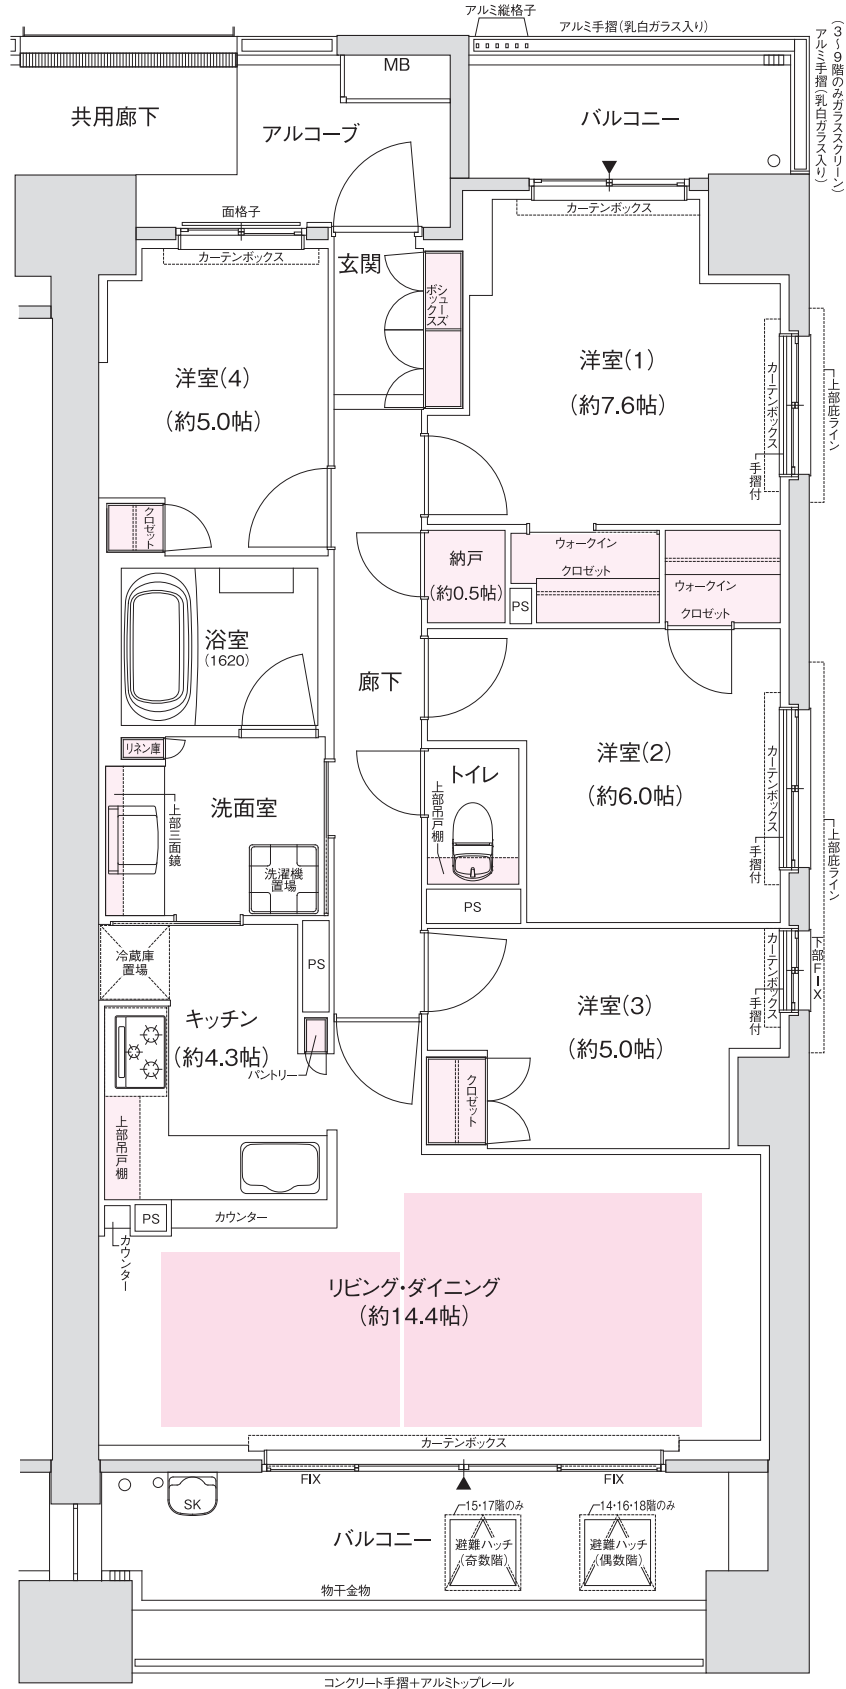 アルミ縦格子
アルミ手摺(乳白ガラス入り)
(3〜9階のみガラススクリーン)
アルミ手摺(乳白ガラス入り)
MB
共用廊下
アルコーブ
バルコニー
面格子
カーテンボックス
カーテンボックス
玄関
シューズ
ボックス
洋室(4)
(約5.0帖)
洋室(1)
(約7.6帖)
カーテンボックス
手摺付
上部庇ライン
クロゼット
納戸
(約0.5帖)
ウォークイン
クロゼット
PS
ウォークイン
クロゼット
浴室
(1620)
廊下
リネン庫
洗面室
上部三面鏡
洗濯機
置場
トイレ
上部吊戸棚
PS
洋室(2)
(約6.0帖)
カーテンボックス
手摺付
上部庇ライン
冷蔵庫
置場
PS
キッチン
(約4.3帖)
パントリー
洋室(3)
(約5.0帖)
カーテンボックス
手摺付
下部FIX
クロゼット
上部吊戸棚
PS
カウンター
カウンター
リビング・ダイニング
(約14.4帖)
カーテンボックス
FIX
FIX
SK
バルコニー
15・17階のみ
避難ハッチ
(奇数階)
14・16・18階のみ
避難ハッチ
(偶数階)
物干金物
コンクリート手摺+アルミトップレール